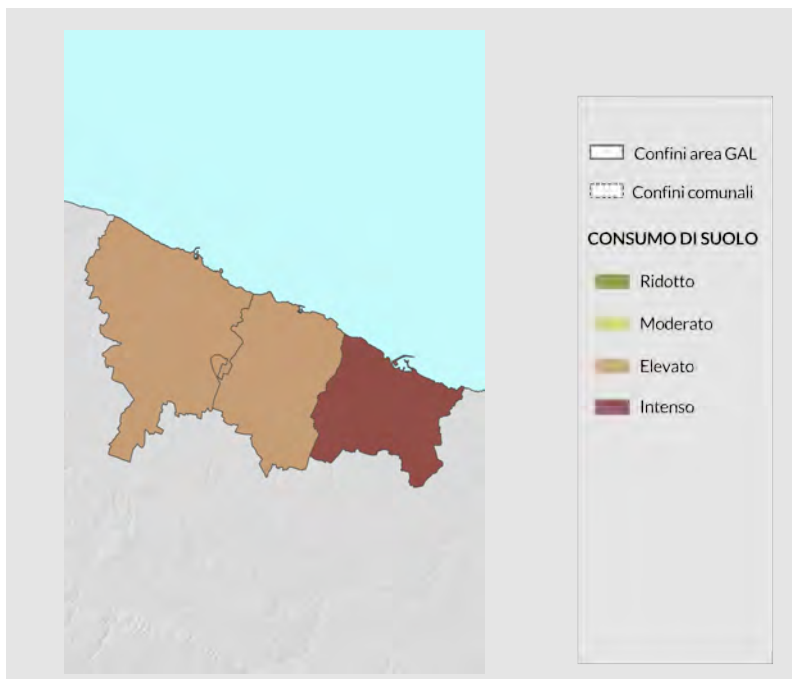 Confini area GAL
Confini comunali
CONSUMO DI SUOLO
Ridotto
Moderato
Elevato
Intenso